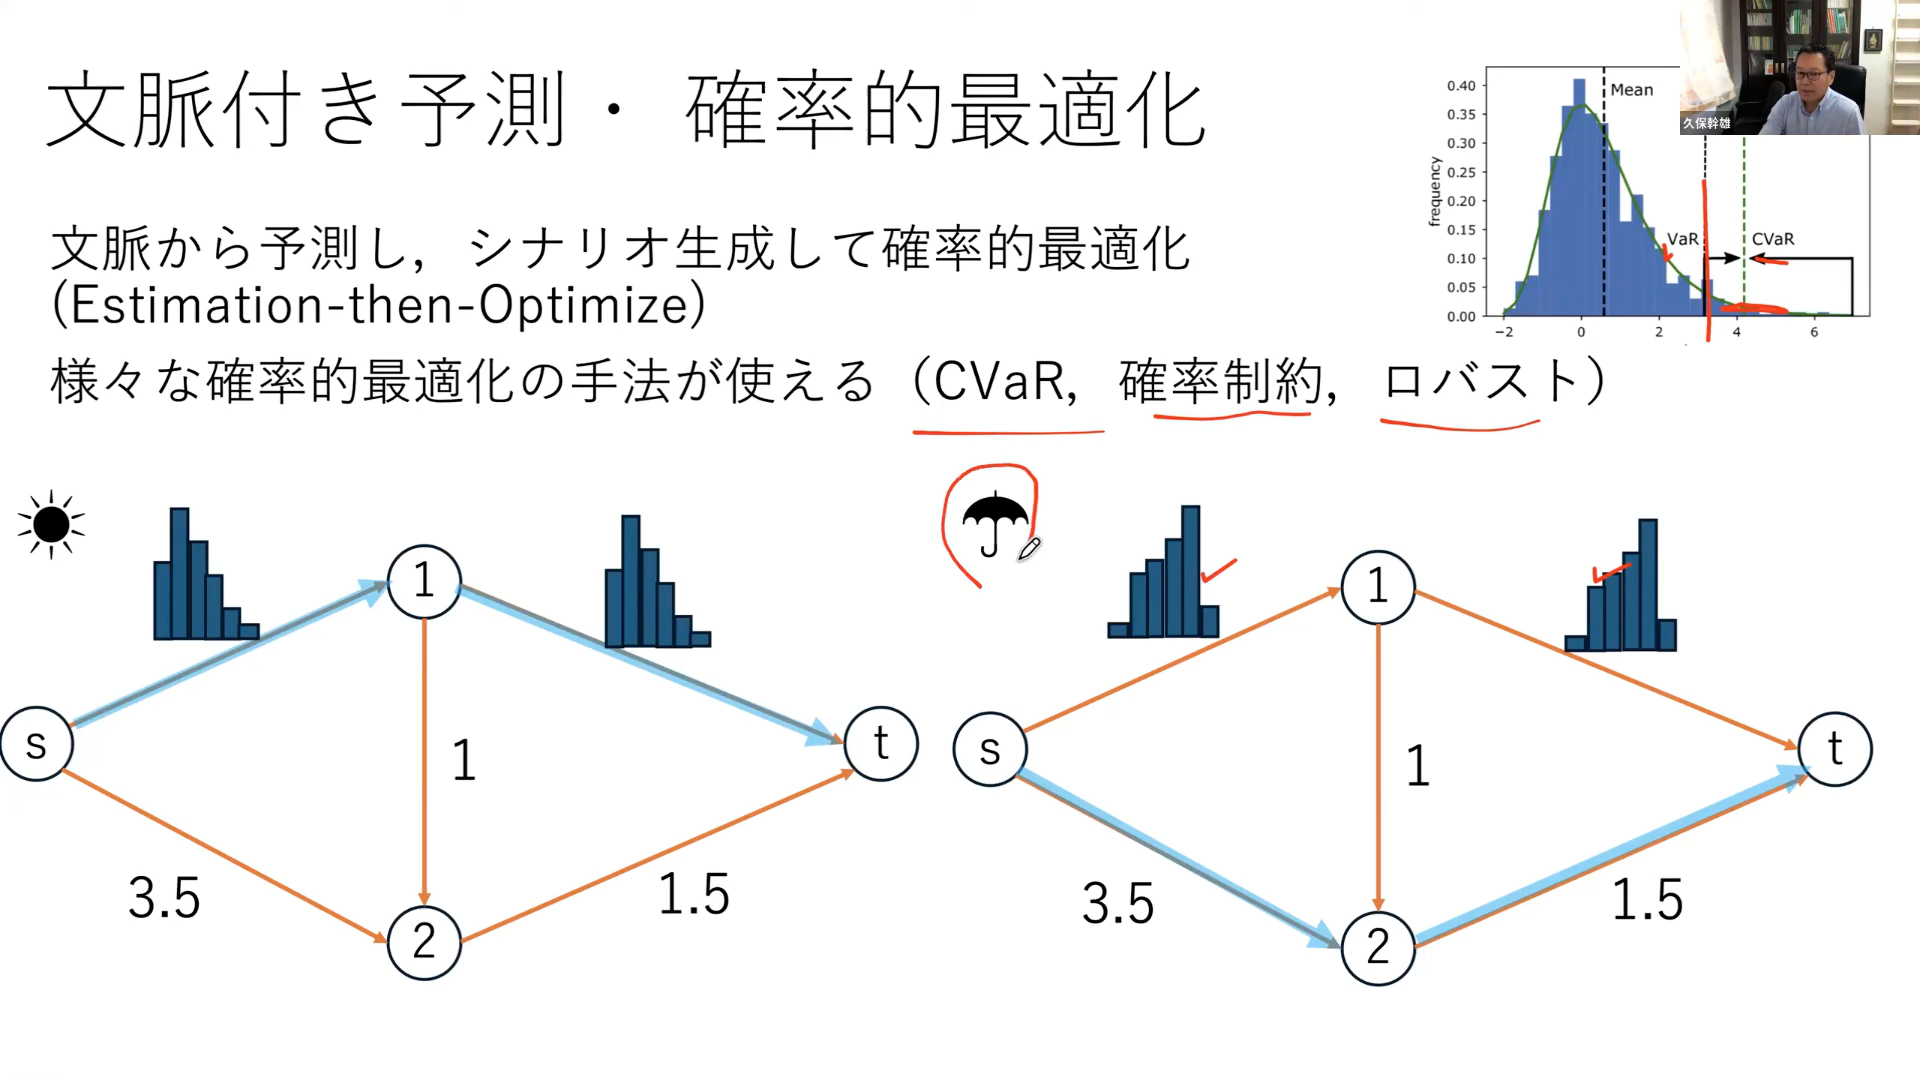 文脈付き予測・ 確率的最適化
文脈から予測し，シナリオ生成して確率的最適化
(Estimation-then-Optimize)
様々な確率的最適化の手法が使える（CVaR，確率制約，ロバスト）
frequency
0.40
0.35
0.30
0.25
0.20
0.15
0.10
0.05
0.00
−2
0
2
4
6
Mean
VaR
CVaR
久保幹雄
s
1
2
t
1
3.5
1.5
s
1
2
t
1
3.5
1.5